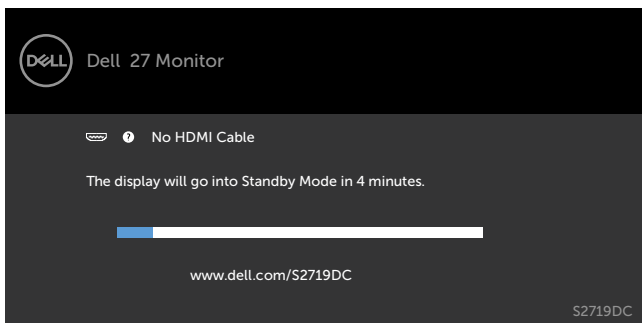 DELL
Dell 27 Monitor
? No HDMI Cable
The display will go into Standby Mode in 4 minutes.
www.dell.com/S2719DC
S2719DC